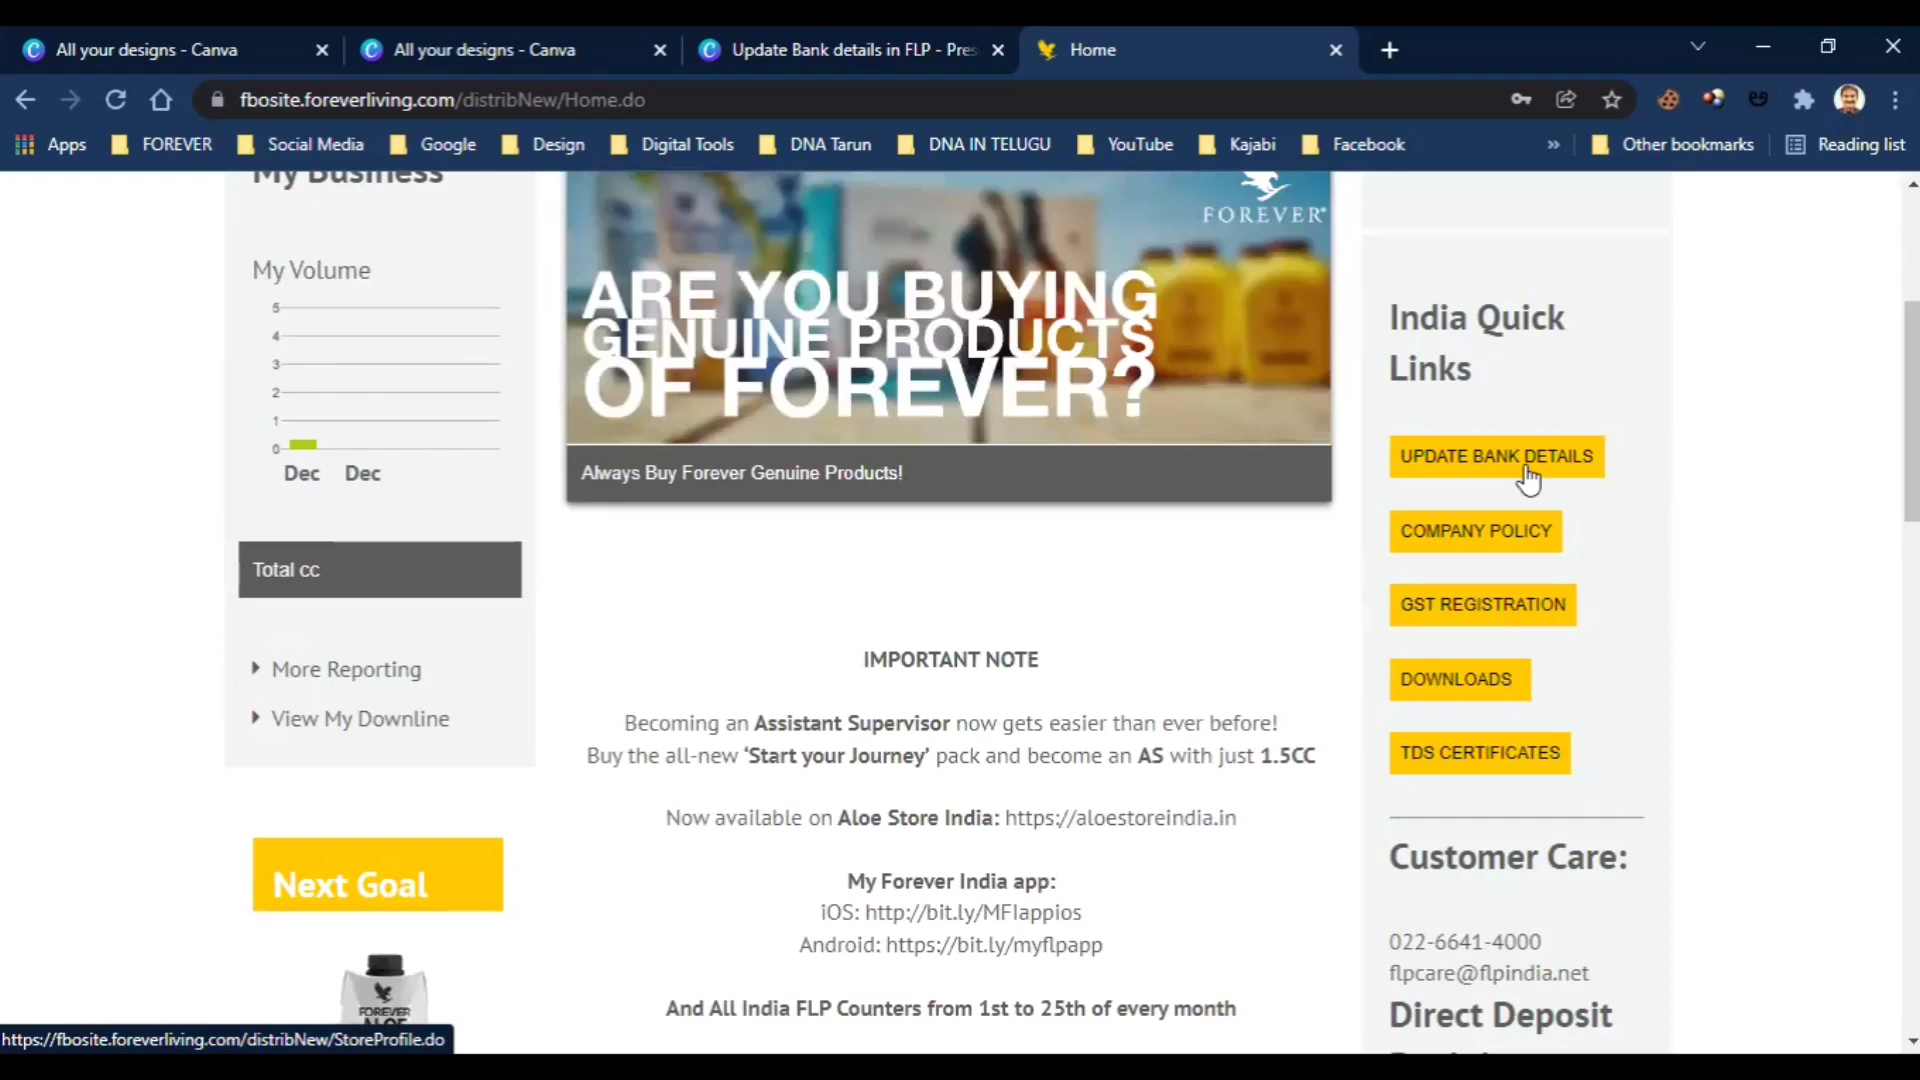 All your designs - Canva
All your designs - Canva
Update Bank details in FLP - Pres
Home
fbosite.foreverliving.com/distribNew/Home.do
Apps
FOREVER
Social Media
Google
Design
Digital Tools
DNA Tarun
DNA IN TELUGU
YouTube
Kajabi
Facebook
»
Other bookmarks
Reading list
My Business
My Volume
5
4
3
2
1
0
Dec Dec
Total cc
More Reporting
View My Downline
Next Goal
FOREVER
FOREVER
ARE YOU BUYING
GENUINE PRODUCTS
OF FOREVER?
Always Buy Forever Genuine Products!
IMPORTANT NOTE
Becoming an Assistant Supervisor now gets easier than ever before!
Buy the all-new ‘Start your Journey’ pack and become an AS with just 1.5CC
Now available on Aloe Store India: https://aloestoreindia.in
My Forever India app:
iOS: http://bit.ly/MFIappios
Android: https://bit.ly/myflpapp
And All India FLP Counters from 1st to 25th of every month
India Quick
Links
UPDATE BANK DETAILS
COMPANY POLICY
GST REGISTRATION
DOWNLOADS
TDS CERTIFICATES
Customer Care:
022-6641-4000
flpcare@flpindia.net
Direct Deposit
https://fbosite.foreverliving.com/distribNew/StoreProfile.do